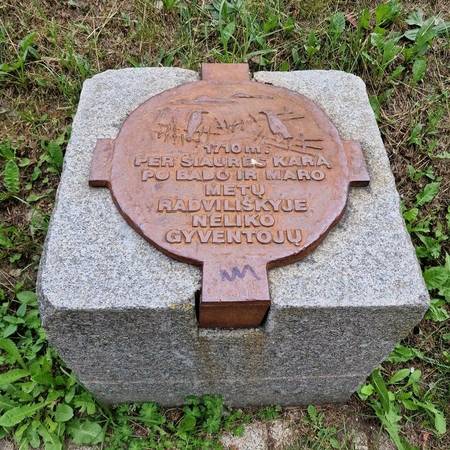 1710 m.
PER ŠIAURĖS KARĄ
PO BADO IR MARO
METŲ
RADVILIŠKYJE
NELIKO
GYVENTOJŲ